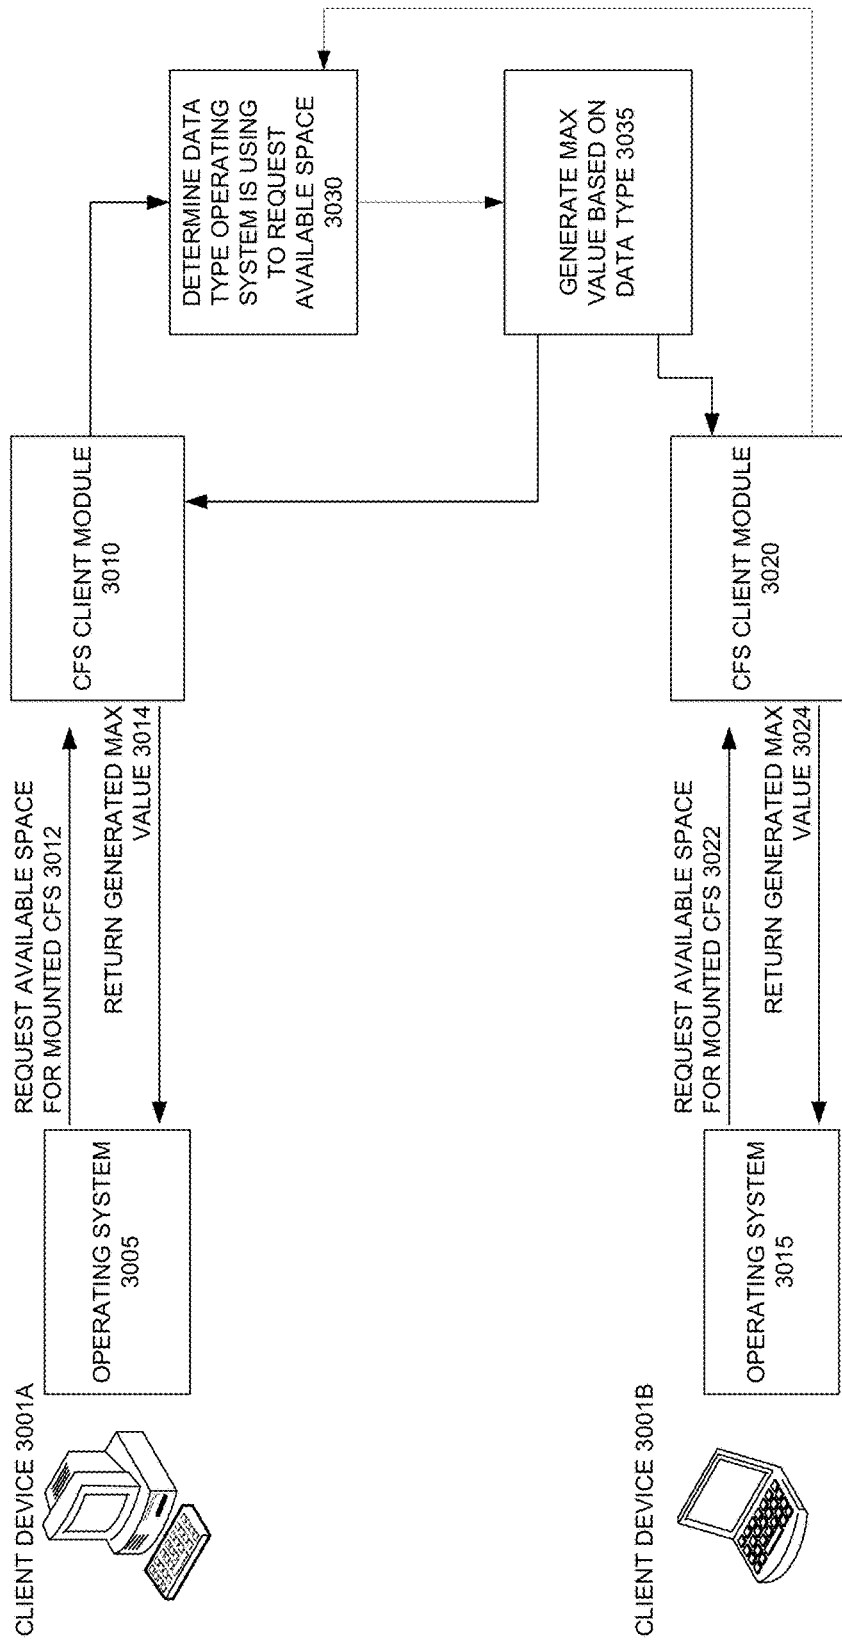 CLIENT DEVICE 3001A
OPERATING SYSTEM
3005
REQUEST AVAILABLE SPACE
FOR MOUNTED CFS 3012
RETURN GENERATED MAX
VALUE 3014
CFS CLIENT MODULE
3010
DETERMINE DATA
TYPE OPERATING
SYSTEM IS USING
TO REQUEST
AVAILABLE SPACE
3030
GENERATE MAX
VALUE BASED ON
DATA TYPE 3035
CLIENT DEVICE 3001B
OPERATING SYSTEM
3015
REQUEST AVAILABLE SPACE
FOR MOUNTED CFS 3022
RETURN GENERATED MAX
VALUE 3024
CFS CLIENT MODULE
3020